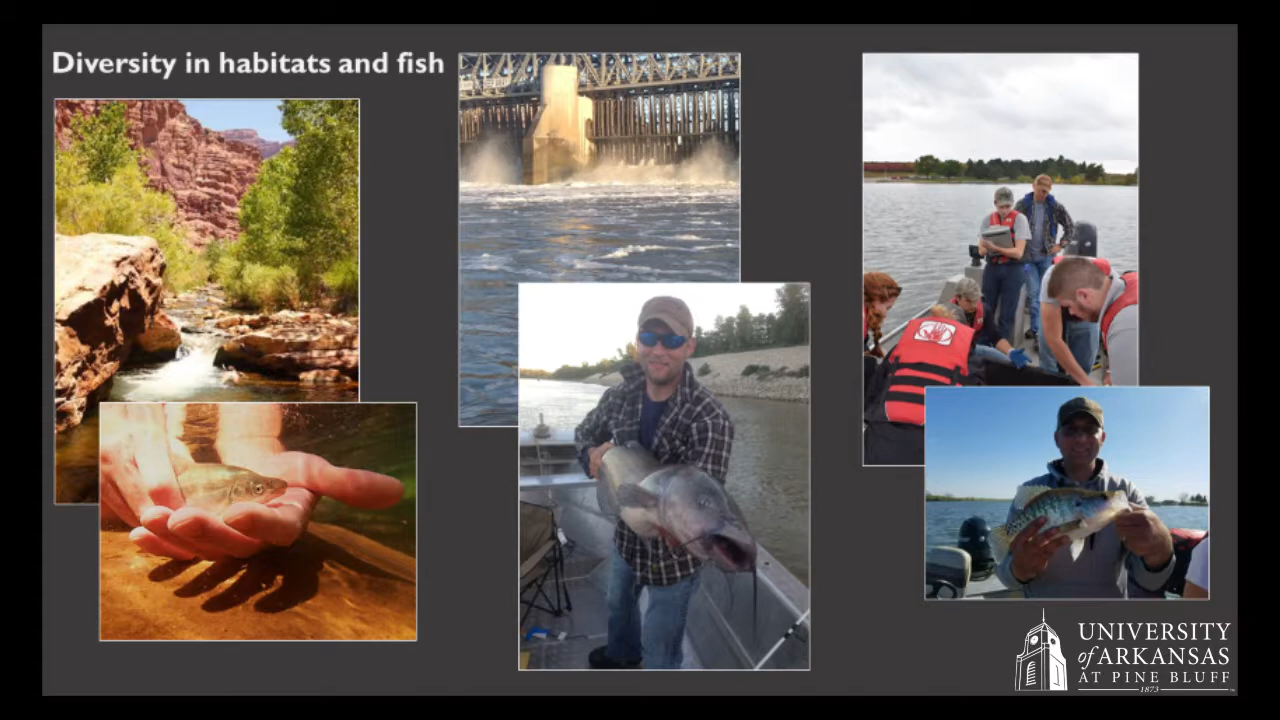 Diversity in habitats and fish
UNIVERSITY
of ARKANSAS
AT PINE BLUFF
1873